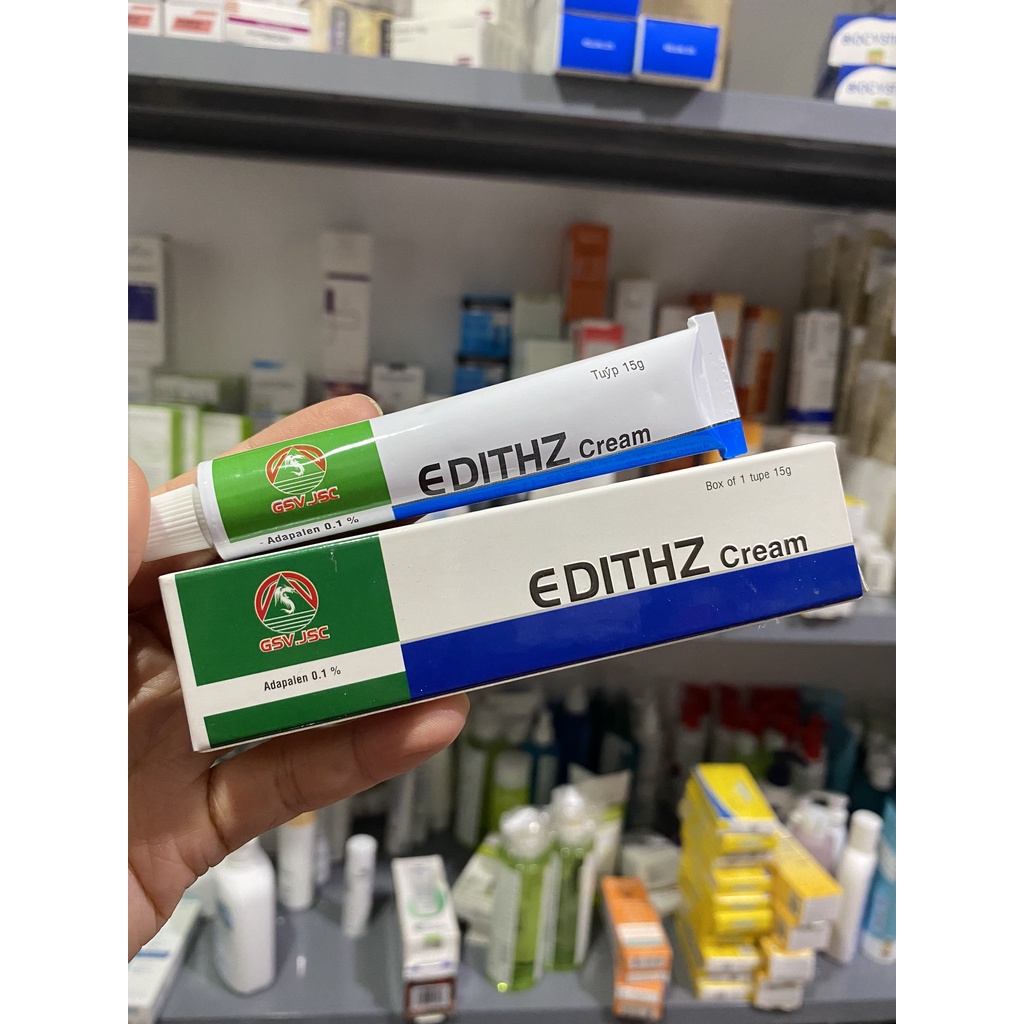 Tuýp 15g
EDITHZ Cream
GSV.JSC
- Adapalen 0.1 %
Box of 1 tupe 15g
EDITHZ Cream
GSV.JSC
Adapalen 0.1 %